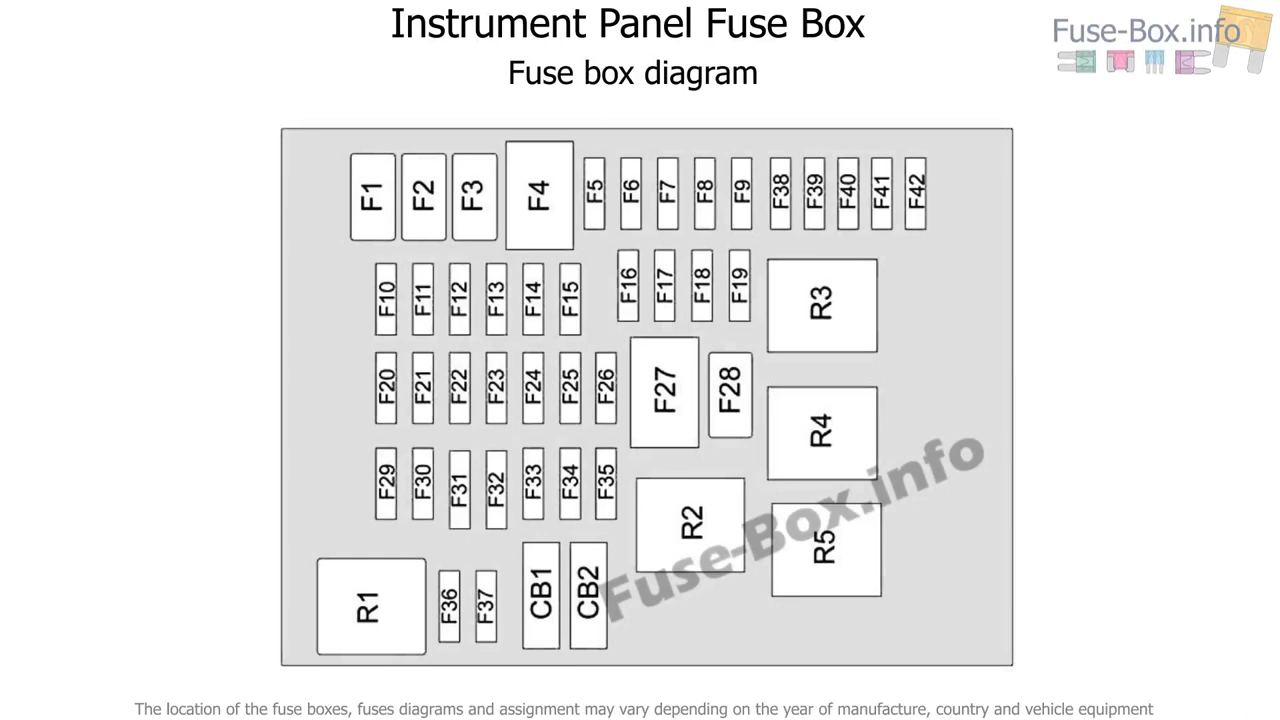 Instrument Panel Fuse Box
Fuse-Box.info
Fuse box diagram
F1 F2 F3 F4 F5 F6 F7 F8 F9 F38 F39 F40 F41 F42
F10 F11 F12 F13 F14 F15 F16 F17 F18 F19 R3
F20 F21 F22 F23 F24 F25 F26 F27 F28 R4
F29 F30 F31 F32 F33 F34 F35 R2 R5
R1 F36 F37 CB1 CB2
Fuse-Box.info
The location of the fuse boxes, fuses diagrams and assignment may vary depending on the year of manufacture, country and vehicle equipment